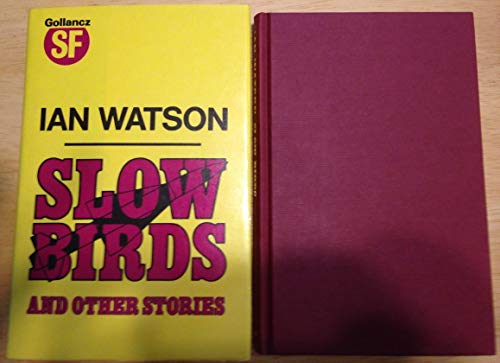 Gollancz
SF
IAN WATSON
SLOW
BIRDS
AND OTHER STORIES